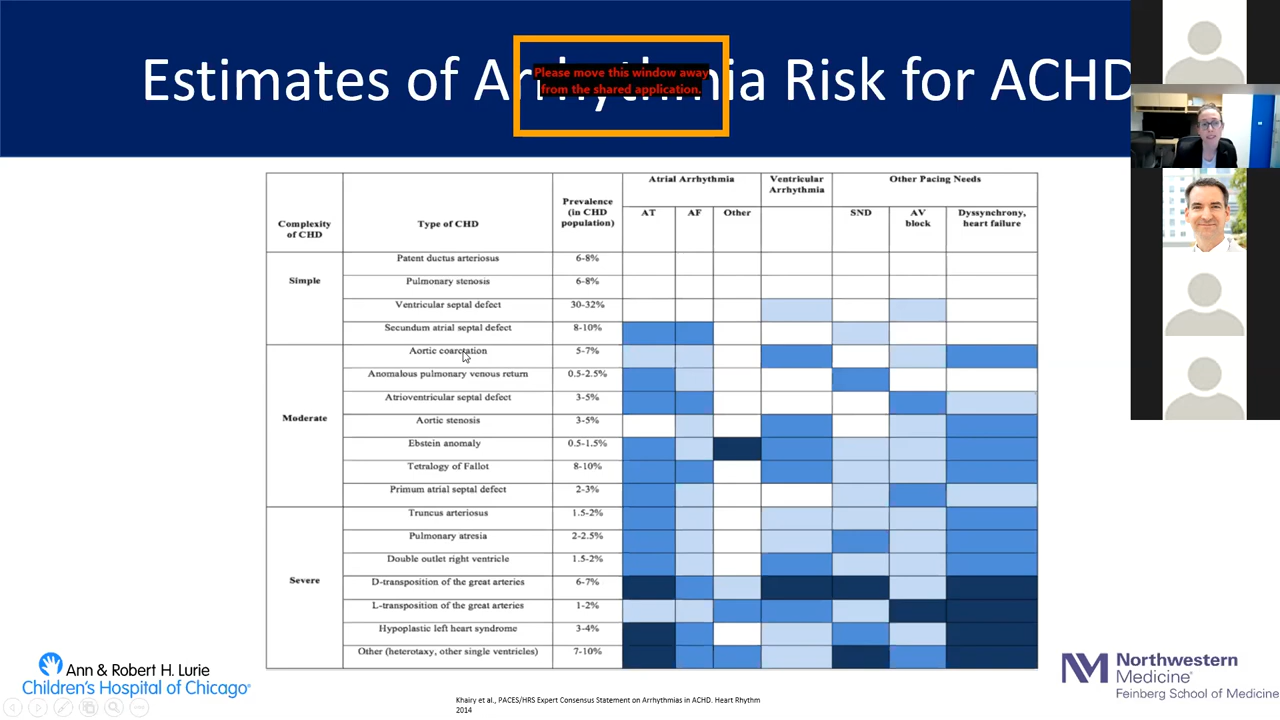 Estimates of Arrhythmia Risk for ACHD
Please move this window away
from the shared application.
Complexity
of CHD
Type of CHD
Prevalence
(in CHD
population)
Atrial Arrhythmia
Ventricular
Arrhythmia
Other Pacing Needs
AT
AF
Other
SND
AV
block
Dyssynchrony,
heart failure
Simple
Patent ductus arteriosus 6-8%
Pulmonary stenosis 6-8%
Ventricular septal defect 30-32%
Secundum atrial septal defect 8-10%
Moderate
Aortic coarctation 5-7%
Anomalous pulmonary venous return 0.5-2.5%
Atrioventricular septal defect 3-5%
Aortic stenosis 3-5%
Ebstein anomaly 0.5-1.5%
Tetralogy of Fallot 8-10%
Primum atrial septal defect 2-3%
Severe
Truncus arteriosus 1.5-2%
Pulmonary atresia 2-2.5%
Double outlet right ventricle 1.5-2%
D-transposition of the great arteries 6-7%
L-transposition of the great arteries 1-2%
Hypoplastic left heart syndrome 3-4%
Other (heterotaxy, other single ventricles) 7-10%
Ann & Robert H. Lurie
Children's Hospital of Chicago®
Khairy et al., PACES/HRS Expert Consensus Statement on Arrhythmias in ACHD. Heart Rhythm
2014
Northwestern
Medicine®
Feinberg School of Medicine